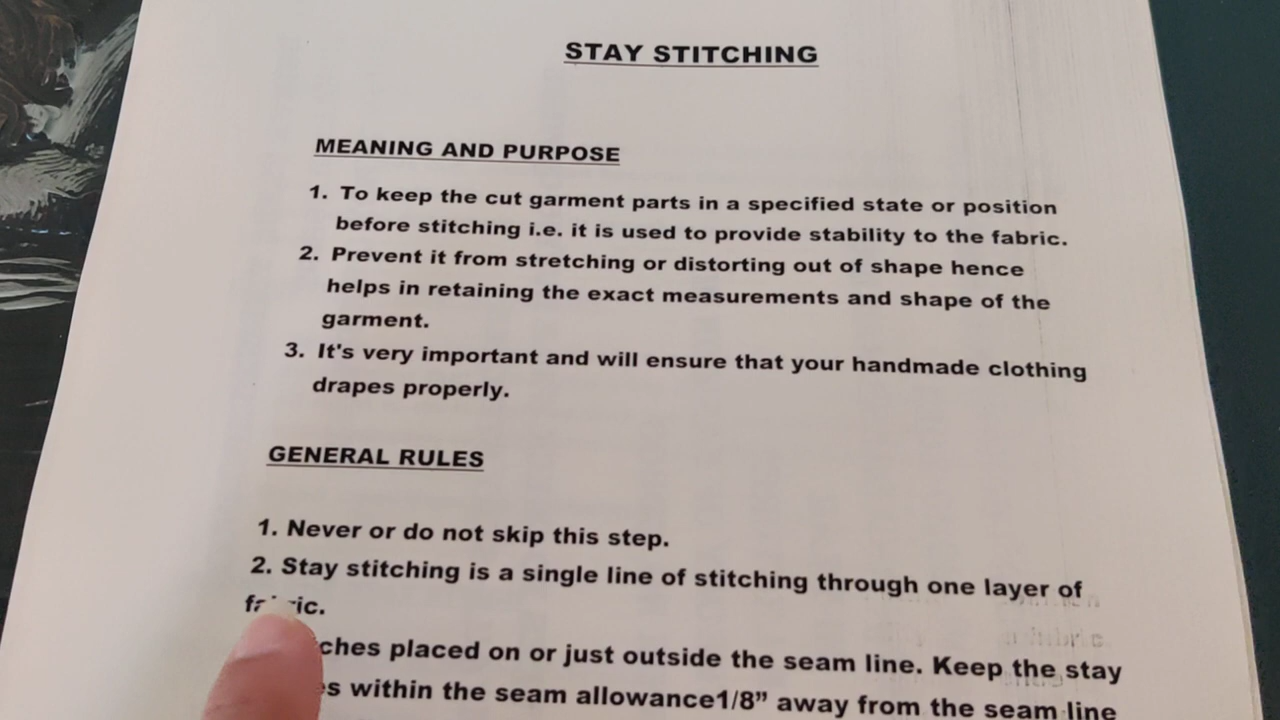 STAY STITCHING
MEANING AND PURPOSE
1. To keep the cut garment parts in a specified state or position
before stitching i.e. it is used to provide stability to the fabric.
2. Prevent it from stretching or distorting out of shape hence
helps in retaining the exact measurements and shape of the
garment.
3. It's very important and will ensure that your handmade clothing
drapes properly.
GENERAL RULES
1. Never or do not skip this step.
2. Stay stitching is a single line of stitching through one layer of
placed on or just outside the seam line. Keep the stay
within the seam allowance1/8” away from the seam line